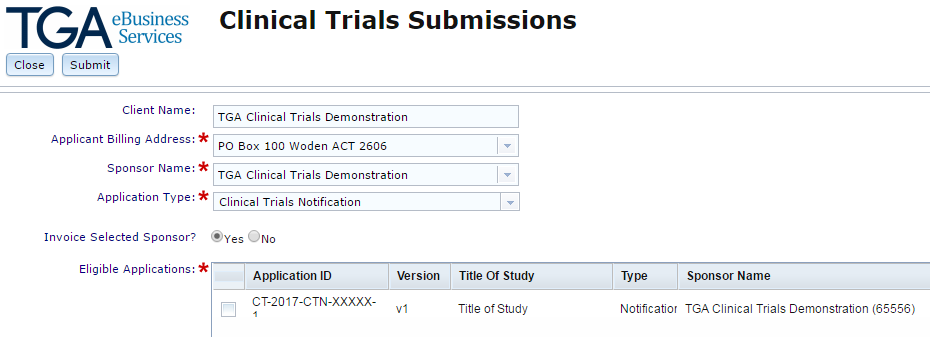 TGA eBusiness Services Clinical Trials Submissions
Close Submit
Client Name: TGA Clinical Trials Demonstration
Applicant Billing Address: * PO Box 100 Woden ACT 2606
Sponsor Name: * TGA Clinical Trials Demonstration
Application Type: * Clinical Trials Notification
Invoice Selected Sponsor? Yes No
Eligible Applications: *
Application ID Version Title Of Study Type Sponsor Name
CT-2017-CTN-XXXXX-1 v1 Title of Study Notification TGA Clinical Trials Demonstration (65556)